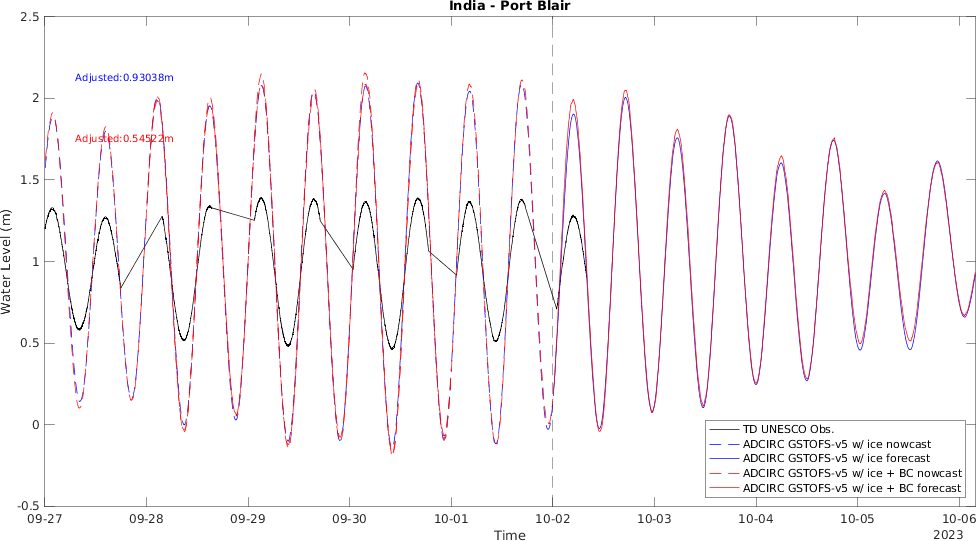 India - Port Blair
2.5
Adjusted:0.93038m
2
Adjusted:0.54522m
1.5
Water Level (m)
1
0.5
0
-0.5
TD UNESCO Obs.
ADCIRC GSTOFS-v5 w/ ice nowcast
ADCIRC GSTOFS-v5 w/ ice forecast
ADCIRC GSTOFS-v5 w/ ice + BC nowcast
ADCIRC GSTOFS-v5 w/ ice + BC forecast
09-27 09-28 09-29 09-30 10-01 10-02 10-03 10-04 10-05 10-06
Time
2023